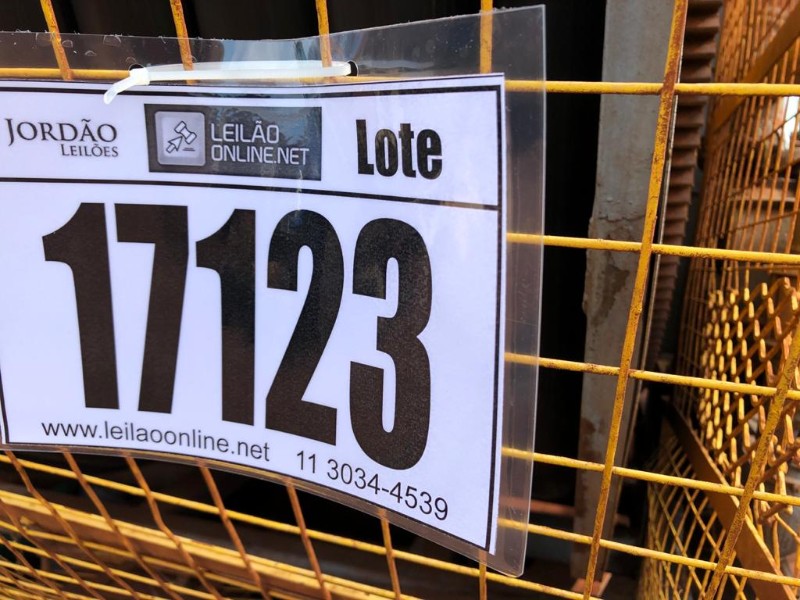 JORDÃO
LEILÕES
LEILÃO
ONLINE.NET
Lote
17123
www.leilaoonline.net
11 3034-4539